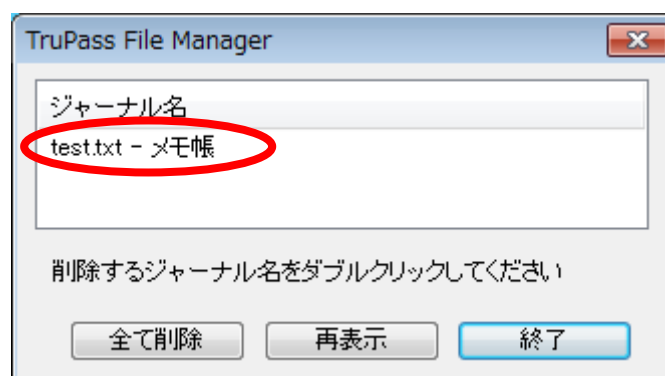 TruPass File Manager
ジャーナル名
test.txt - メモ帳
削除するジャーナル名をダブルクリックしてください
全て削除 再表示 終了